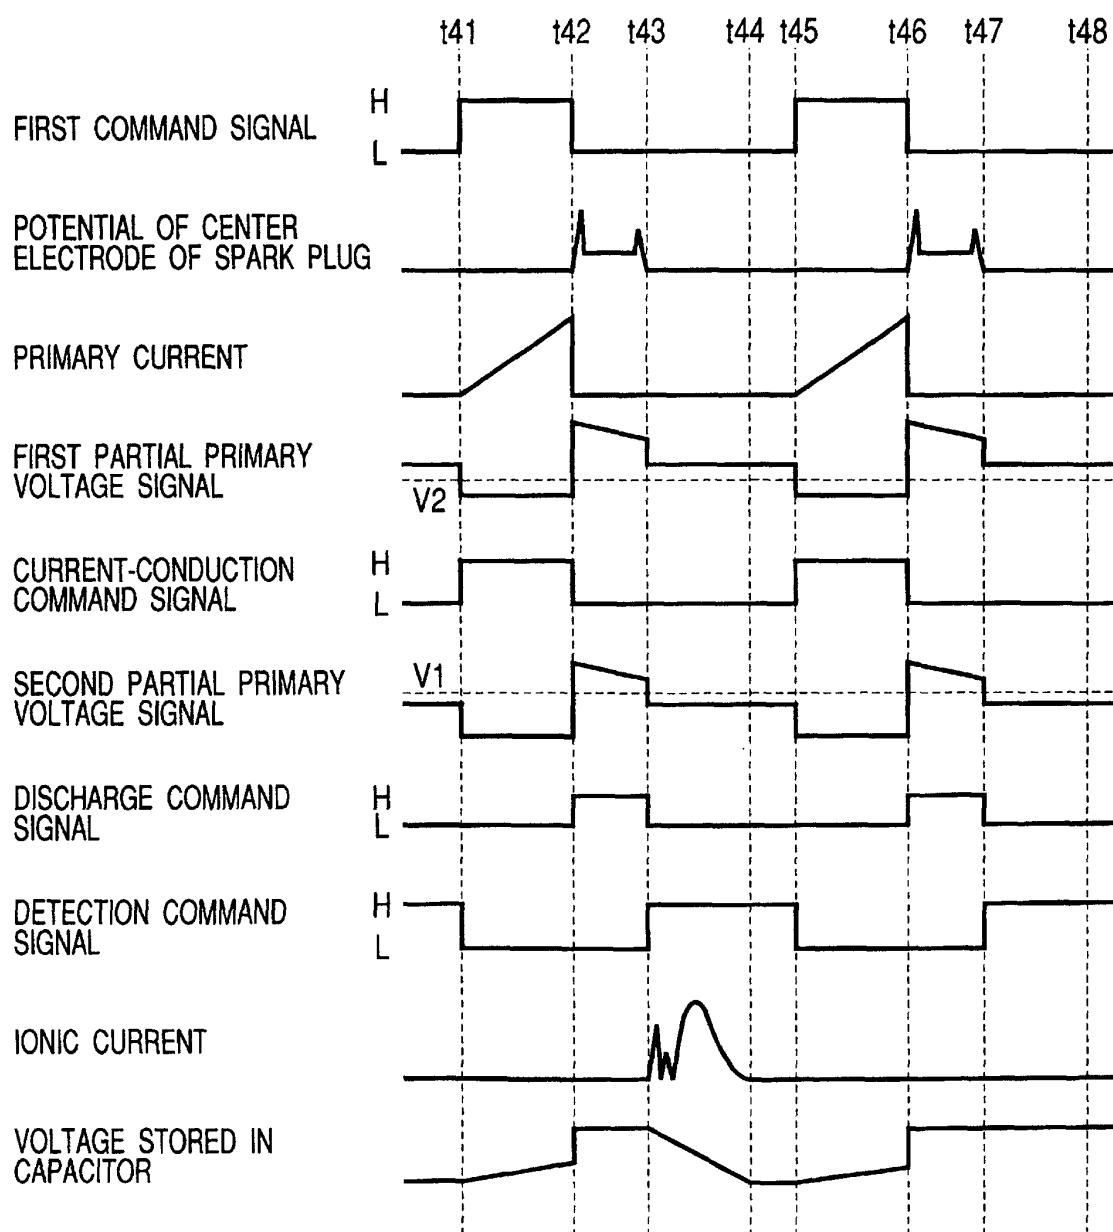 t41 t42 t43 t44 t45 t46 t47 t48
FIRST COMMAND SIGNAL
H
L
POTENTIAL OF CENTER
ELECTRODE OF SPARK PLUG
PRIMARY CURRENT
FIRST PARTIAL PRIMARY
VOLTAGE SIGNAL
V2
CURRENT-CONDUCTION
COMMAND SIGNAL
H
L
SECOND PARTIAL PRIMARY
VOLTAGE SIGNAL
V1
DISCHARGE COMMAND
SIGNAL
H
L
DETECTION COMMAND
SIGNAL
H
L
IONIC CURRENT
VOLTAGE STORED IN
CAPACITOR